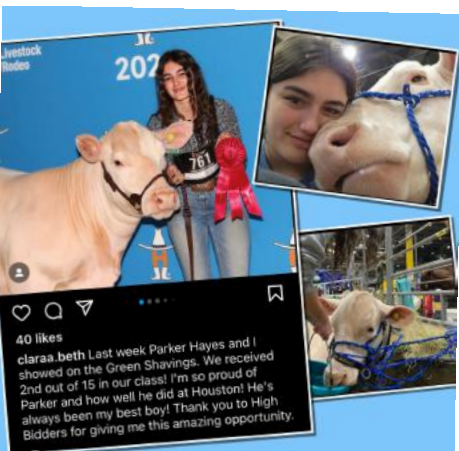 Livestock
Rodeo
202
761
H
40 likes
claraa.beth Last week Parker Hayes and I
showed on the Green Shavings. We received
2nd out of 15 in our class! I'm so proud of
Parker and how well he did at Houston! He's
always been my best boy! Thank you to High
Bidders for giving me this amazing opportunity.